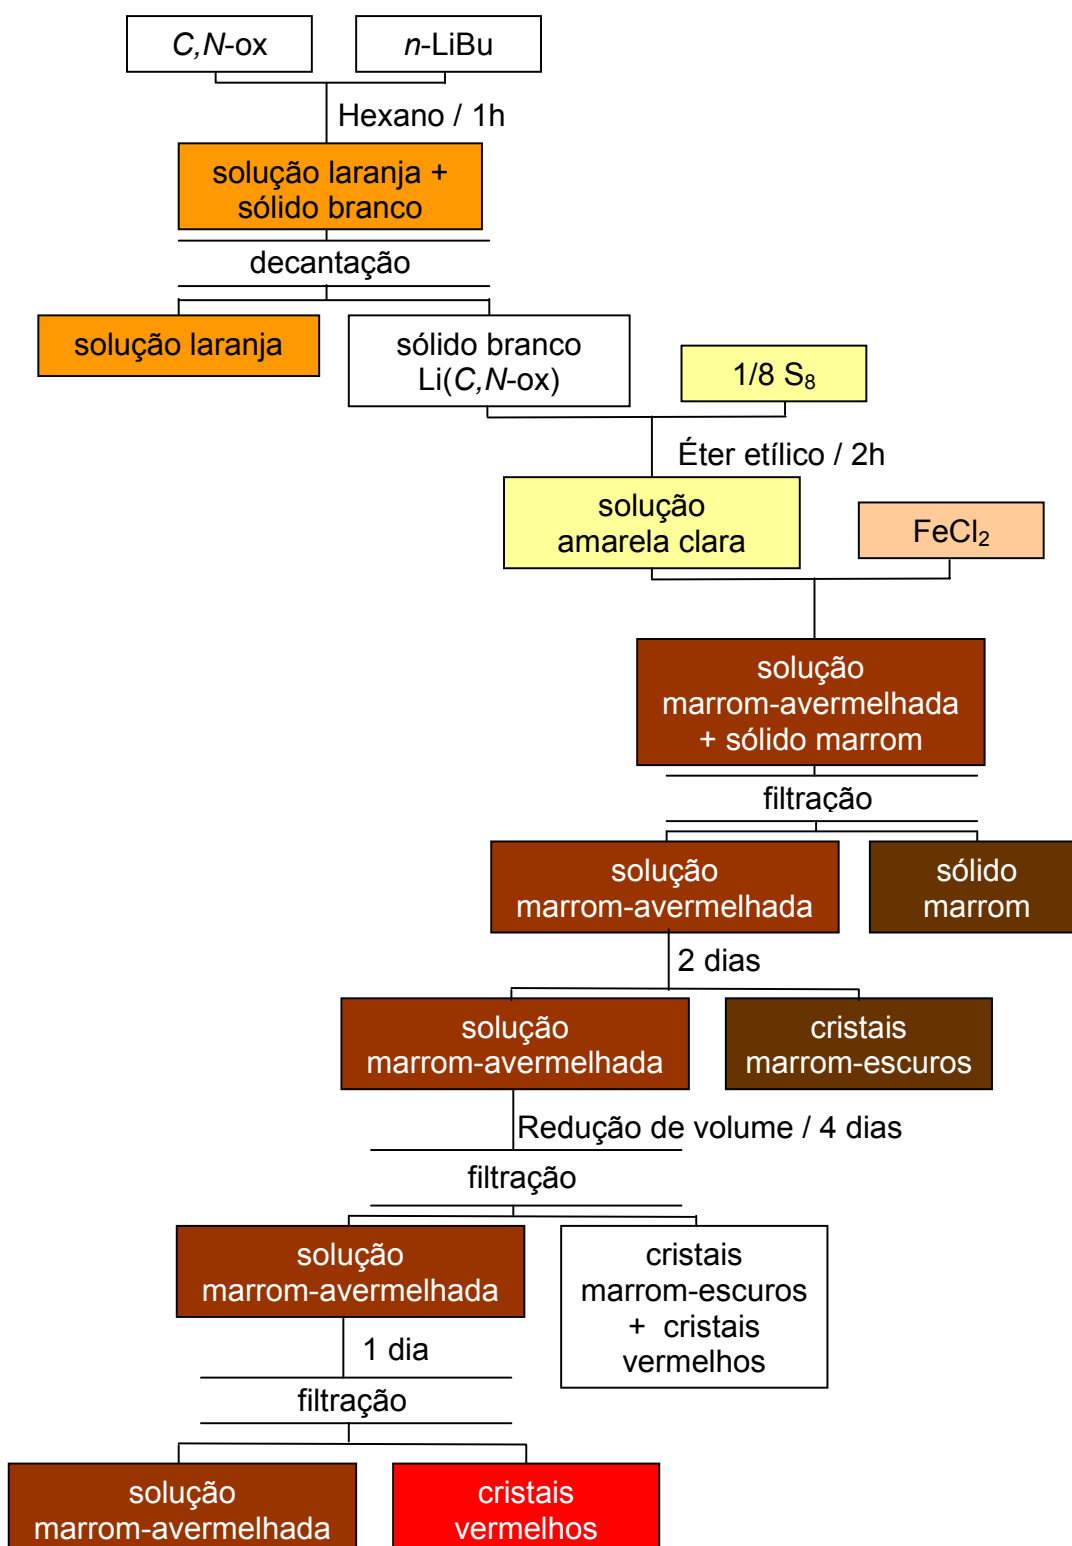 C,N-ox
n-LiBu
Hexano / 1h
solução laranja +
sólido branco
decantação
solução laranja
sólido branco
Li(C,N-ox)
1/8 S₈
Éter etílico / 2h
solução
amarela clara
FeCl₂
solução
marrom-avermelhada
+ sólido marrom
filtração
solução
marrom-avermelhada
sólido
marrom
2 dias
solução
marrom-avermelhada
cristais
marrom-escuros
Redução de volume / 4 dias
filtração
solução
marrom-avermelhada
cristais
marrom-escuros
+ cristais
vermelhos
1 dia
filtração
solução
marrom-avermelhada
cristais
vermelhos